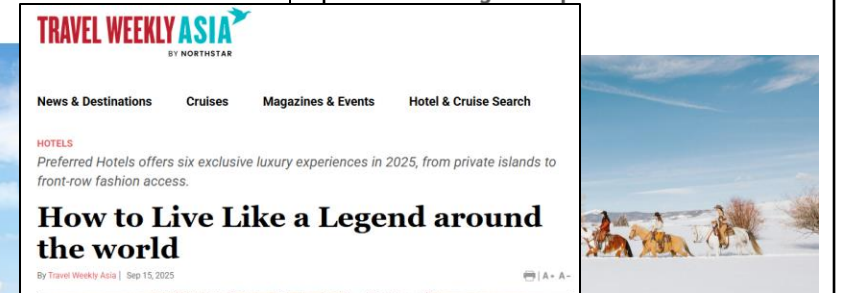 TRAVEL WEEKLY ASIA
BY NORTHSTAR
News & Destinations Cruises Magazines & Events Hotel & Cruise Search
HOTELS
Preferred Hotels offers six exclusive luxury experiences in 2025, from private islands to
front-row fashion access.
How to Live Like a Legend around
the world
By Travel Weekly Asia | Sep 15, 2025
A+ A-